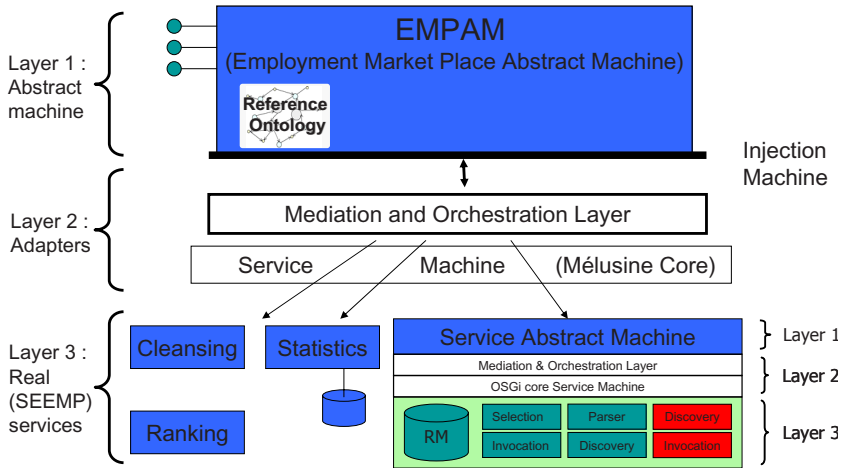 EMPAM
(Employment Market Place Abstract Machine)
Layer 1 :
Abstract
machine
Reference
Ontology
Injection
Machine
Layer 2 :
Adapters
Mediation and Orchestration Layer
Service Machine (Mélusine Core)
Layer 3 :
Real
(SEEMP)
services
Cleansing
Statistics
Ranking
Service Abstract Machine
Layer 1
Mediation & Orchestration Layer
OSGi core Service Machine
Layer 2
RM
Selection Parser Discovery
Invocation Discovery Invocation
Layer 3